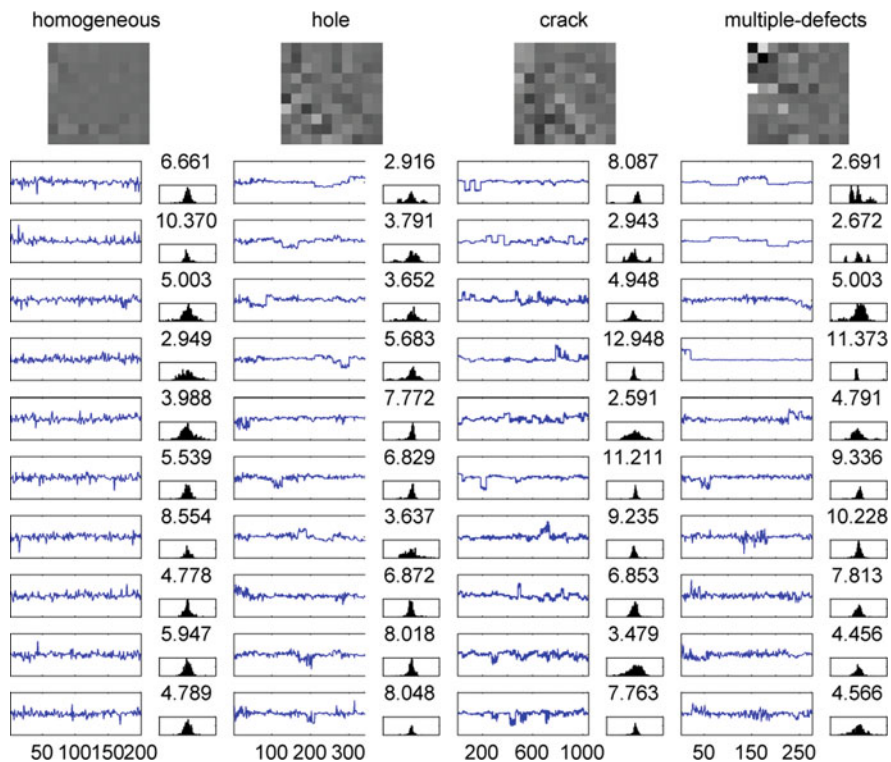 homogeneous hole crack multiple-defects
6.661 2.916 8.087 2.691
10.370 3.791 2.943 2.672
5.003 3.652 4.948 5.003
2.949 5.683 12.948 11.373
3.988 7.772 2.591 4.791
5.539 6.829 11.211 9.336
8.554 3.637 9.235 10.228
4.778 6.872 6.853 7.813
5.947 8.018 3.479 4.456
4.789 8.048 7.763 4.566
50 100 150 200 100 200 300 200 600 1000 50 150 250